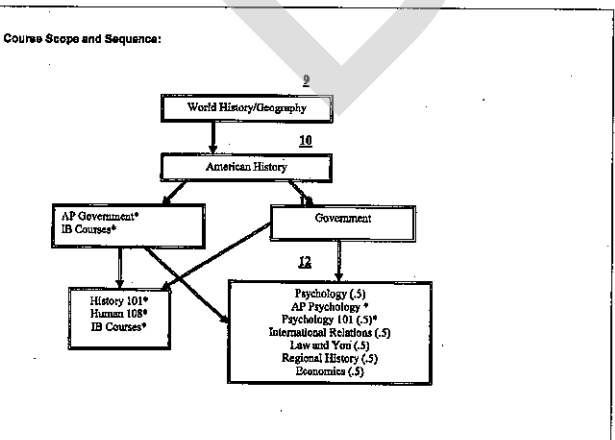 Course Scope and Sequence:
9
World History/Geography
10
American History
AP Government*
IB Courses*
Government
12
History 101*
Human 108*
IB Courses*
Psychology (.5)
AP Psychology *
Psychology 101 (.5)*
International Relations (.5)
Law and You (.5)
Regional History (.5)
Economics (.5)